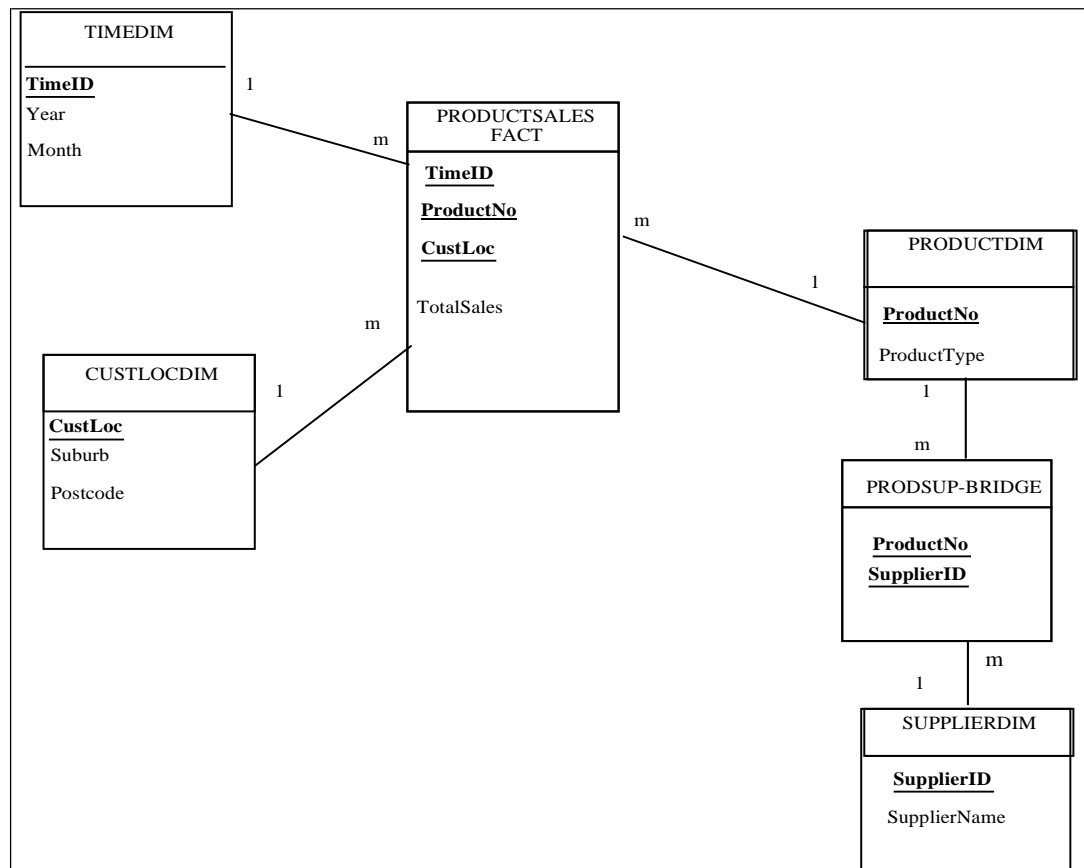 TIMEDIM
TimeID
Year
Month
1
m
PRODUCTSALES
FACT
TimeID
ProductNo
CustLoc
TotalSales
m
1
PRODUCTDIM
ProductNo
ProductType
m
1
CUSTLOCDIM
CustLoc
Suburb
Postcode
1
m
PRODSUP-BRIDGE
ProductNo
SupplierID
m
1
SUPPLIERDIM
SupplierID
SupplierName